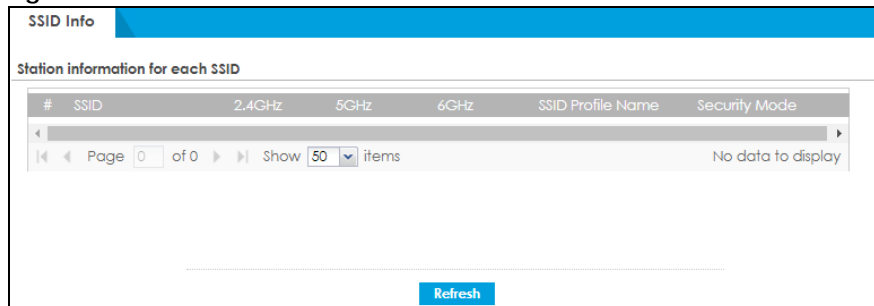 SSID Info
Station information for each SSID
# SSID 2.4GHz 5GHz 6GHz SSID Profile Name Security Mode
Page 0 of 0 Show 50 items No data to display
Refresh